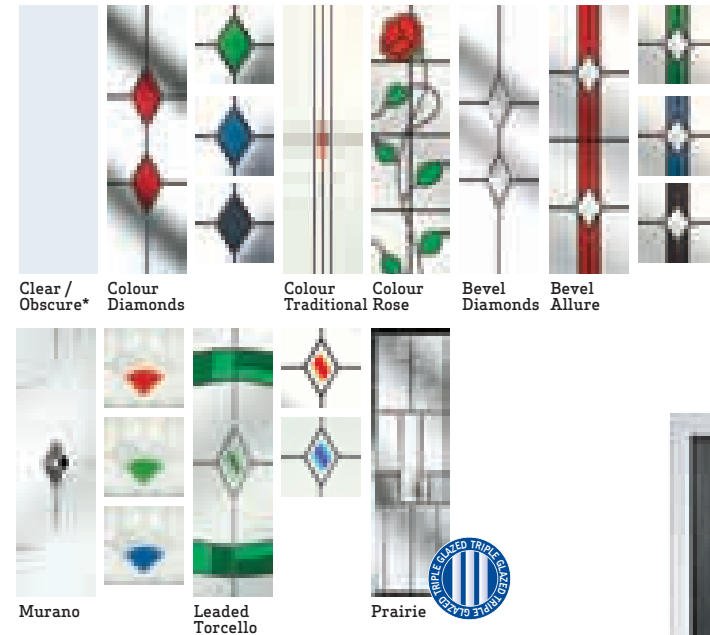 Clear /
Obscure*
Colour
Diamonds
Colour
Traditional
Colour
Rose
Bevel
Diamonds
Bevel
Allure
Murano
Leaded
Torcello
Prairie
TRIPLE GLAZED TRIPLE GLAZED TRIPLE GLAZED